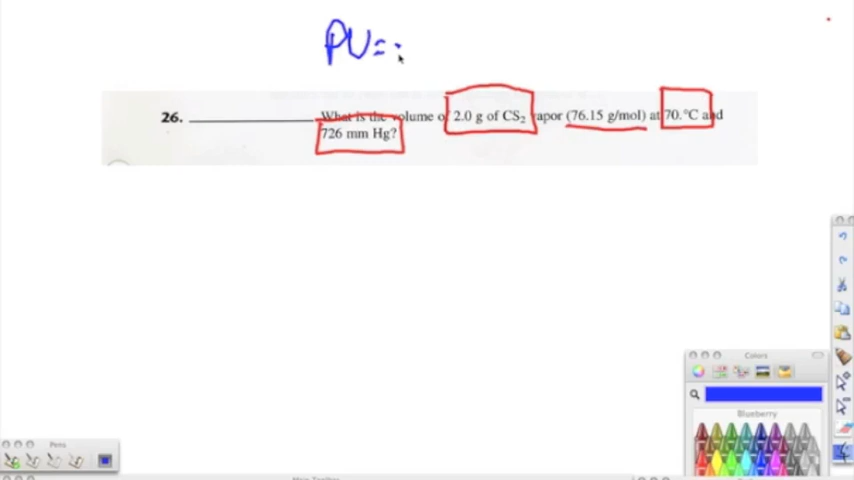 PV=
26. What is the volume of 2.0 g of CS₂ vapor (76.15 g/mol) at 70.°C and
726 mm Hg?
Colors
Blueberry
Pens